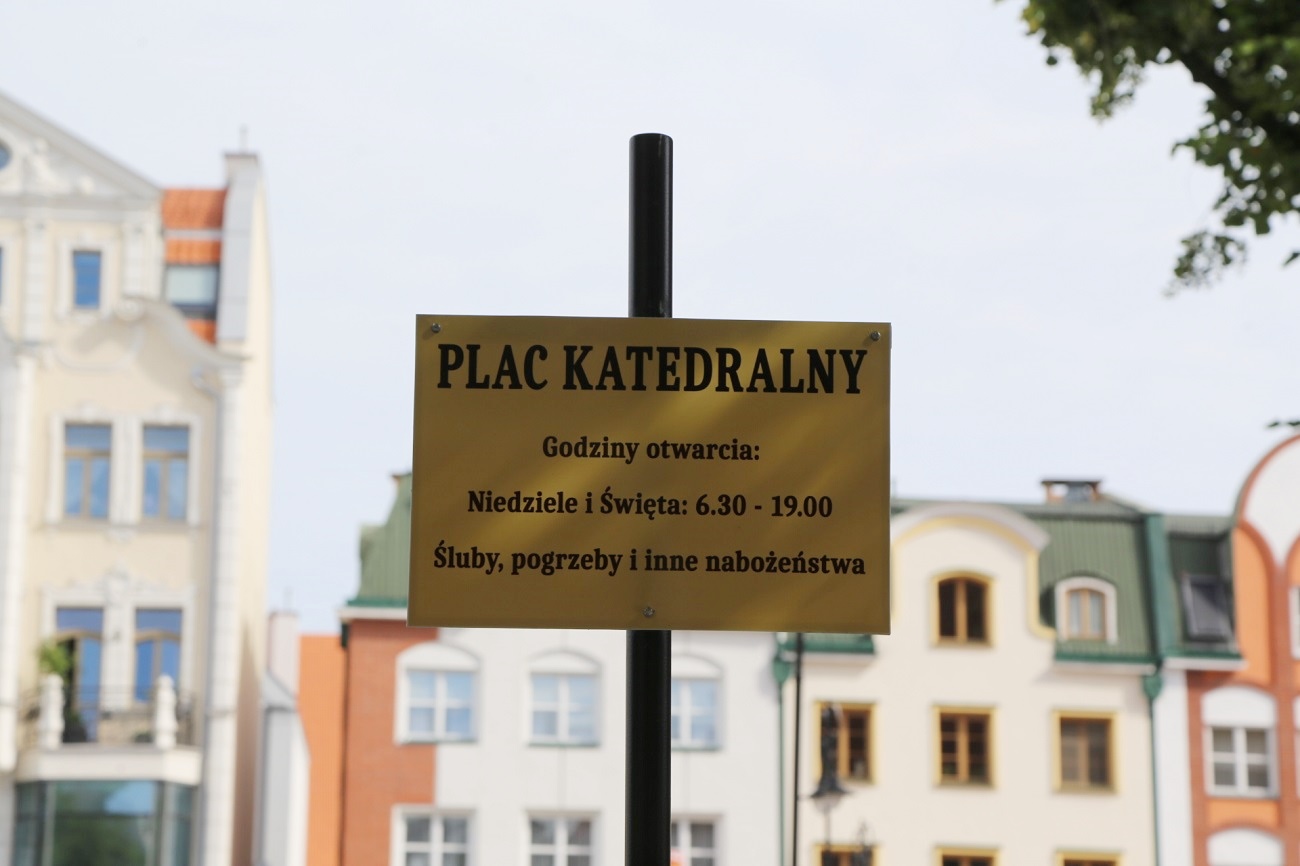 PLAC KATEDRALNY
Godziny otwarcia:
Niedziele i Święta: 6.30 - 19.00
Śluby, pogrzeby i inne nabożeństwa